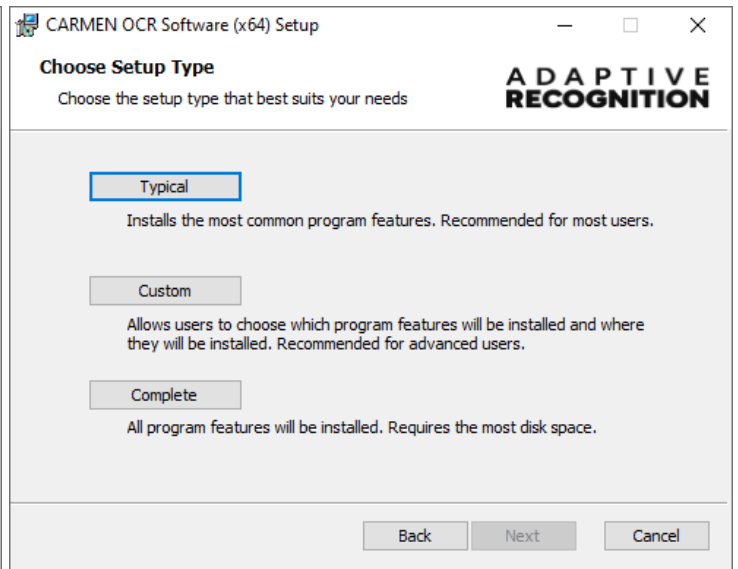 CARMEN OCR Software (x64) Setup
Choose Setup Type
Choose the setup type that best suits your needs
ADAPTIVE
RECOGNITION
Typical
Installs the most common program features. Recommended for most users.
Custom
Allows users to choose which program features will be installed and where
they will be installed. Recommended for advanced users.
Complete
All program features will be installed. Requires the most disk space.
Back Next Cancel